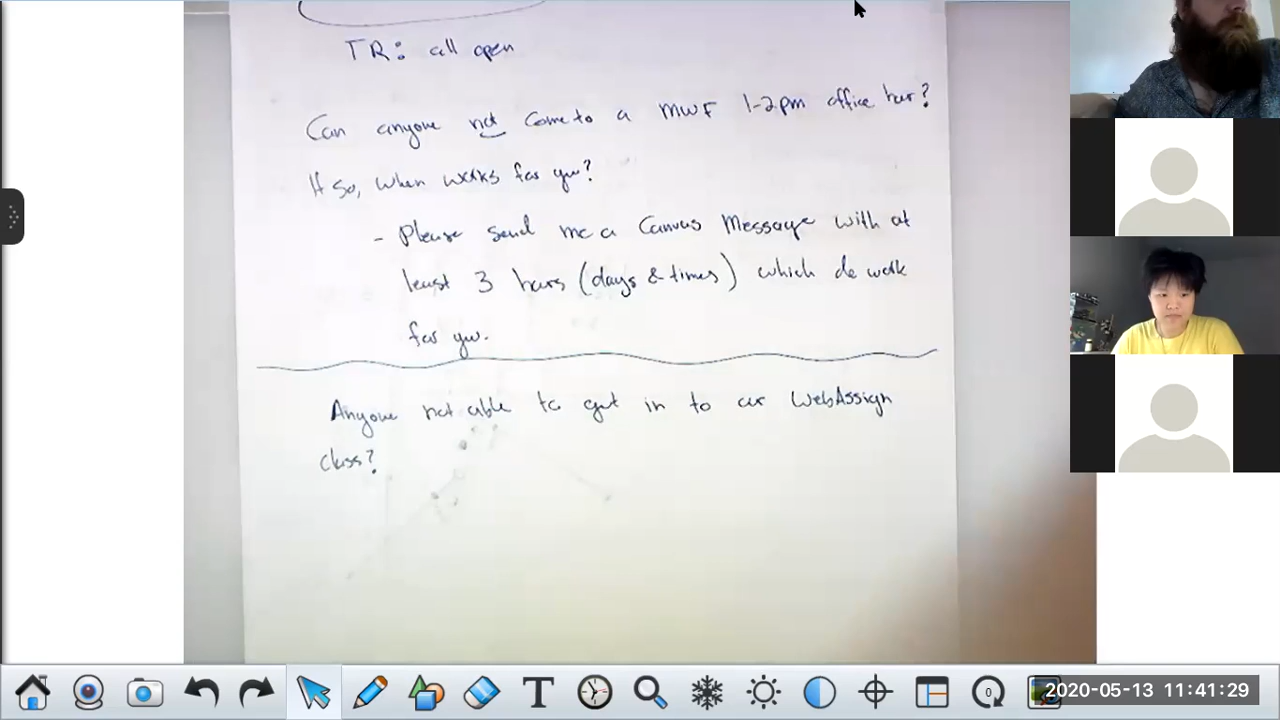 TR: all open
Can anyone not come to a MWF 1-2pm office hour?
If so, when works for you?
- Please send me a Canvas Message with at
least 3 hours (days & times) which do work
for you.
Anyone not able to get in to our WebAssign
class?
T
0
2020-05-13 11:41:29